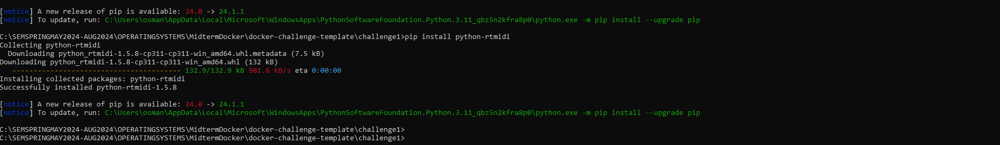 [notice] A new release of pip is available: 24.0 -> 24.1.1
[notice] To update, run: C:\Users\osman\AppData\Local\Microsoft\WindowsApps\PythonSoftwareFoundation.Python.3.11_qbz5n2kfra8p0\python.exe -m pip install --upgrade pip
C:\SEMSPRINGMAY2024-AUG2024\OPERATINGSYSTEMS\MidtermDocker\docker-challenge-template\challenge1>pip install python-rtmidi
Collecting python-rtmidi
  Downloading python_rtmidi-1.5.8-cp311-cp311-win_amd64.whl.metadata (7.5 kB)
Downloading python_rtmidi-1.5.8-cp311-cp311-win_amd64.whl (132 kB)
   ---------------------------------------- 132.9/132.9 kB 981.6 kB/s eta 0:00:00
Installing collected packages: python-rtmidi
Successfully installed python-rtmidi-1.5.8
[notice] A new release of pip is available: 24.0 -> 24.1.1
[notice] To update, run: C:\Users\osman\AppData\Local\Microsoft\WindowsApps\PythonSoftwareFoundation.Python.3.11_qbz5n2kfra8p0\python.exe -m pip install --upgrade pip
C:\SEMSPRINGMAY2024-AUG2024\OPERATINGSYSTEMS\MidtermDocker\docker-challenge-template\challenge1>
C:\SEMSPRINGMAY2024-AUG2024\OPERATINGSYSTEMS\MidtermDocker\docker-challenge-template\challenge1>